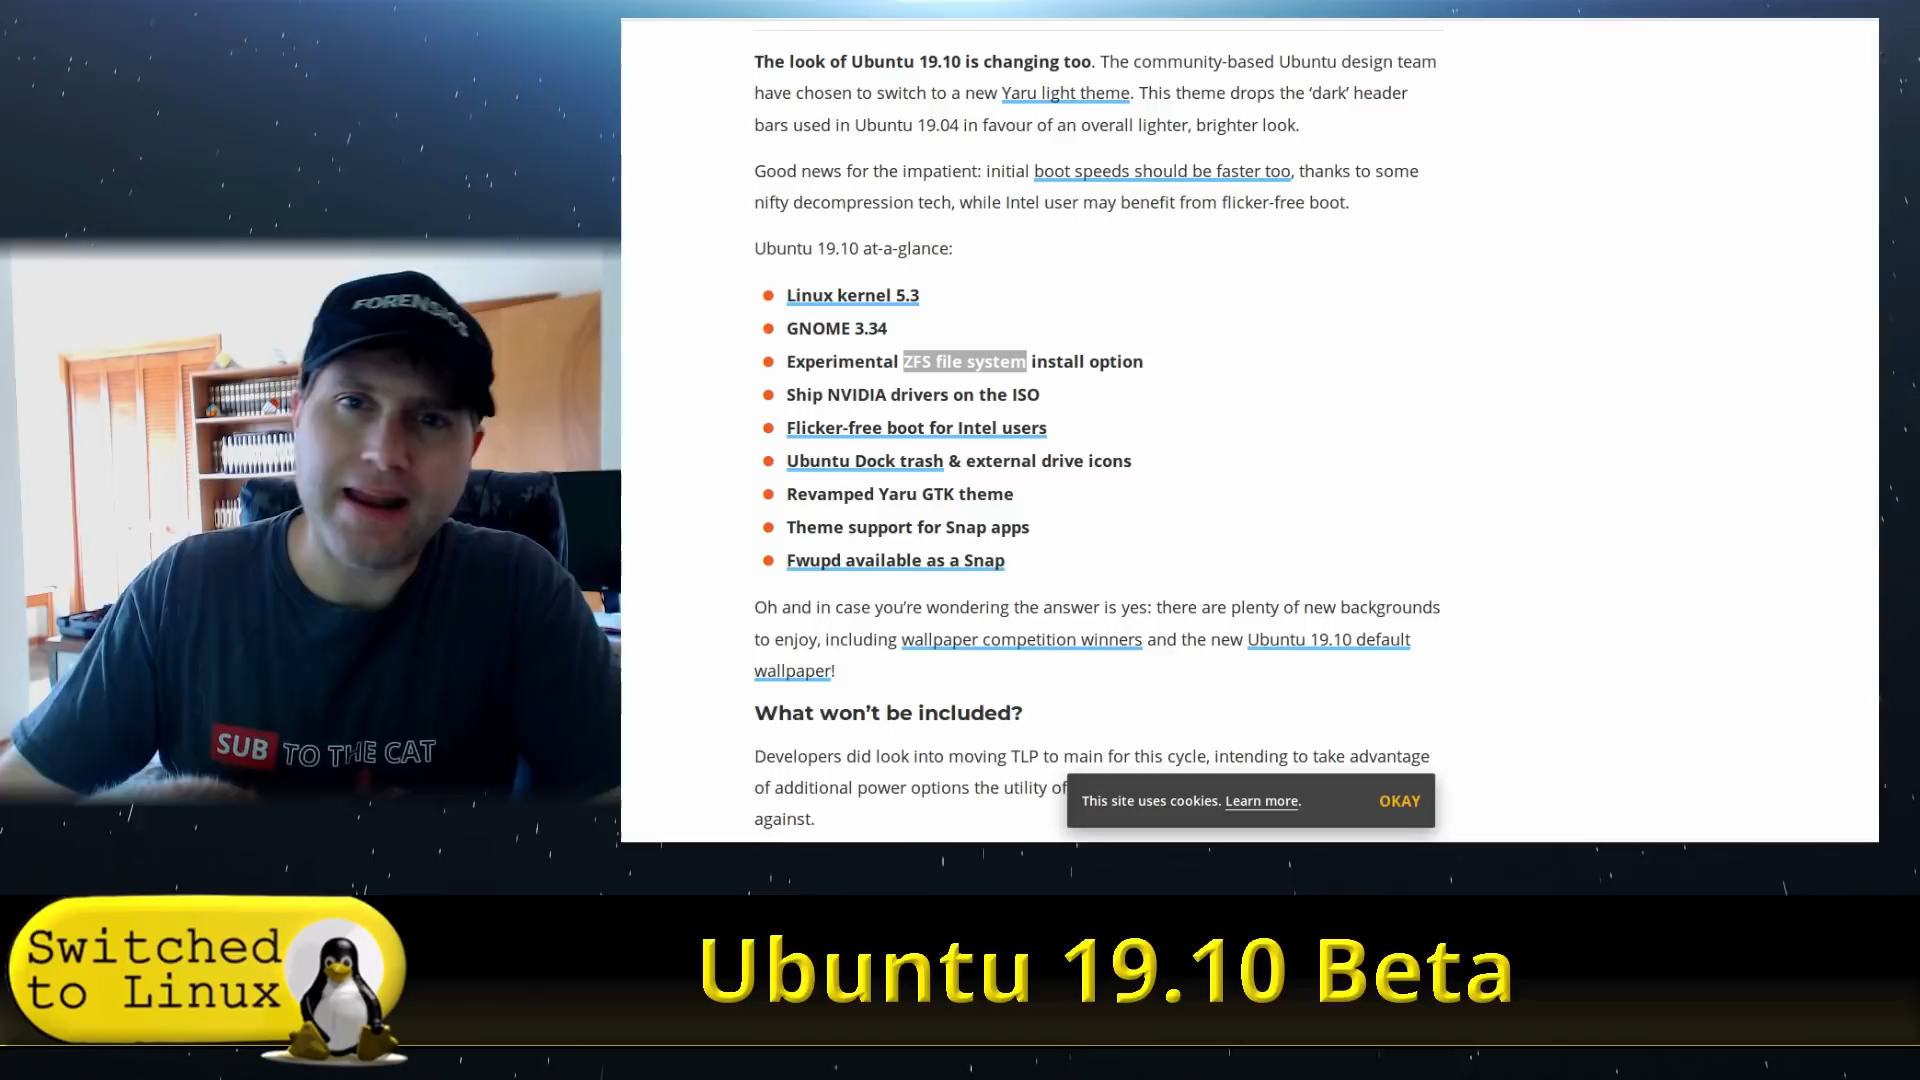 The look of Ubuntu 19.10 is changing too. The community-based Ubuntu design team
have chosen to switch to a new Yaru light theme. This theme drops the ‘dark’ header
bars used in Ubuntu 19.04 in favour of an overall lighter, brighter look.
Good news for the impatient: initial boot speeds should be faster too, thanks to some
nifty decompression tech, while Intel user may benefit from flicker-free boot.
Ubuntu 19.10 at-a-glance:
Linux kernel 5.3
GNOME 3.34
Experimental ZFS file system install option
Ship NVIDIA drivers on the ISO
Flicker-free boot for Intel users
Ubuntu Dock trash & external drive icons
Revamped Yaru GTK theme
Theme support for Snap apps
Fwupd available as a Snap
Oh and in case you’re wondering the answer is yes: there are plenty of new backgrounds
to enjoy, including wallpaper competition winners and the new Ubuntu 19.10 default
wallpaper!
What won’t be included?
Developers did look into moving TLP to main for this cycle, intending to take advantage
of additional power options the utility of
against.
This site uses cookies. Learn more. OKAY
FORENSICS
SUB TO THE CAT
Switched
to Linux
Ubuntu 19.10 Beta